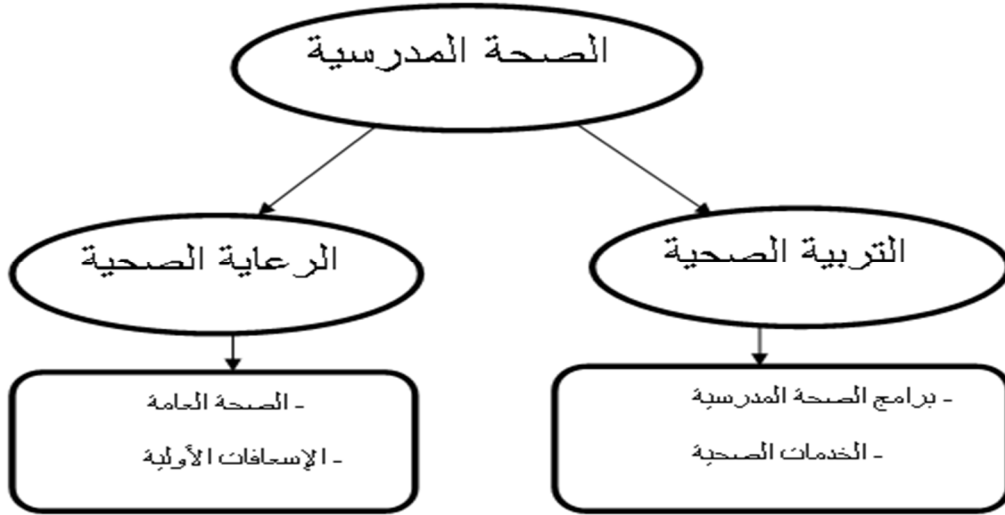 الصحة المدرسية
التربية الصحية
الرعاية الصحية
- برامج الصحة المدرسية
- الخدمات الصحية
- الصحة العامة
- الإسعافات الأولية